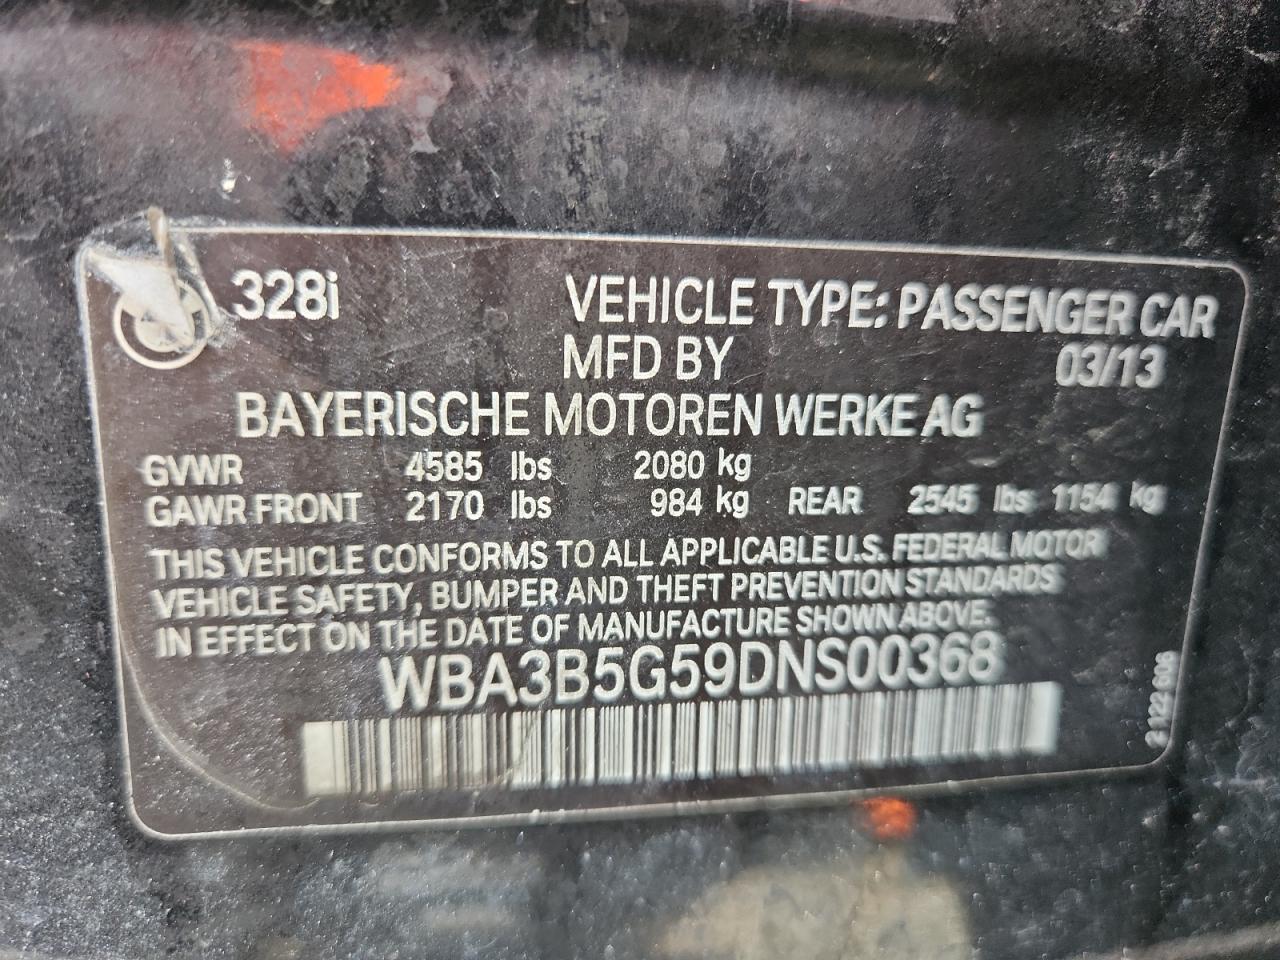 328i VEHICLE TYPE: PASSENGER CAR
MFD BY 03/13
BAYERISCHE MOTOREN WERKE AG
GVWR 4585 lbs 2080 kg
GAWR FRONT 2170 lbs 984 kg REAR 2545 lbs 1154 kg
THIS VEHICLE CONFORMS TO ALL APPLICABLE U.S. FEDERAL MOTOR
VEHICLE SAFETY, BUMPER AND THEFT PREVENTION STANDARDS
IN EFFECT ON THE DATE OF MANUFACTURE SHOWN ABOVE.
WBA3B5G59DNS00368